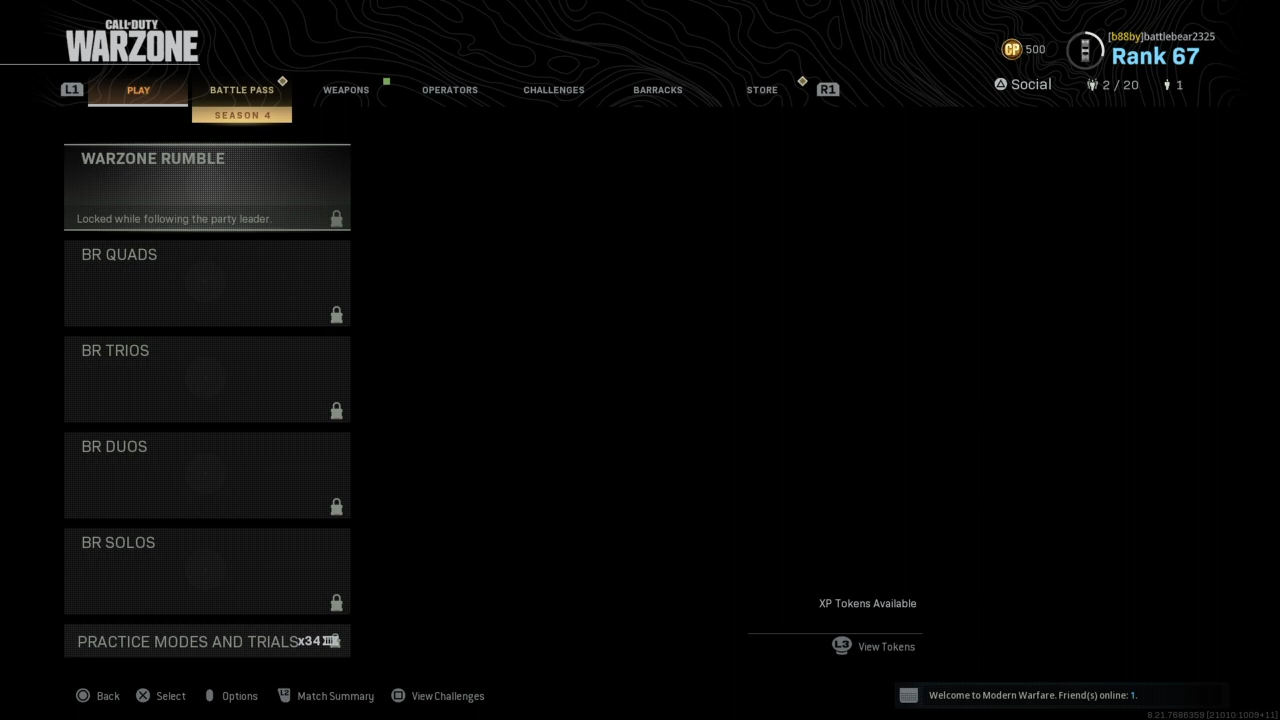 CALL OF DUTY
WARZONE
CP 500
[b88by]battlebear2325
Rank 67
Social
2 / 20
1
L1
PLAY
BATTLE PASS
WEAPONS
OPERATORS
CHALLENGES
BARRACKS
STORE
R1
SEASON 4
WARZONE RUMBLE
Locked while following the party leader.
BR QUADS
BR TRIOS
BR DUOS
BR SOLOS
PRACTICE MODES AND TRIALS
XP Tokens Available
L3 View Tokens
Back
Select
Options
L2 Match Summary
View Challenges
Welcome to Modern Warfare. Friend(s) online: 1.